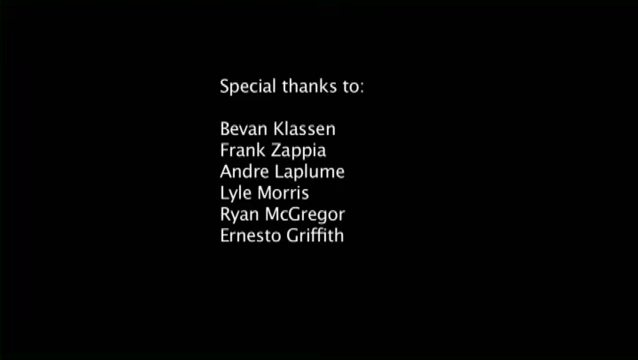 Special thanks to:
Bevan Klassen
Frank Zappia
Andre Laplume
Lyle Morris
Ryan McGregor
Ernesto Griffith